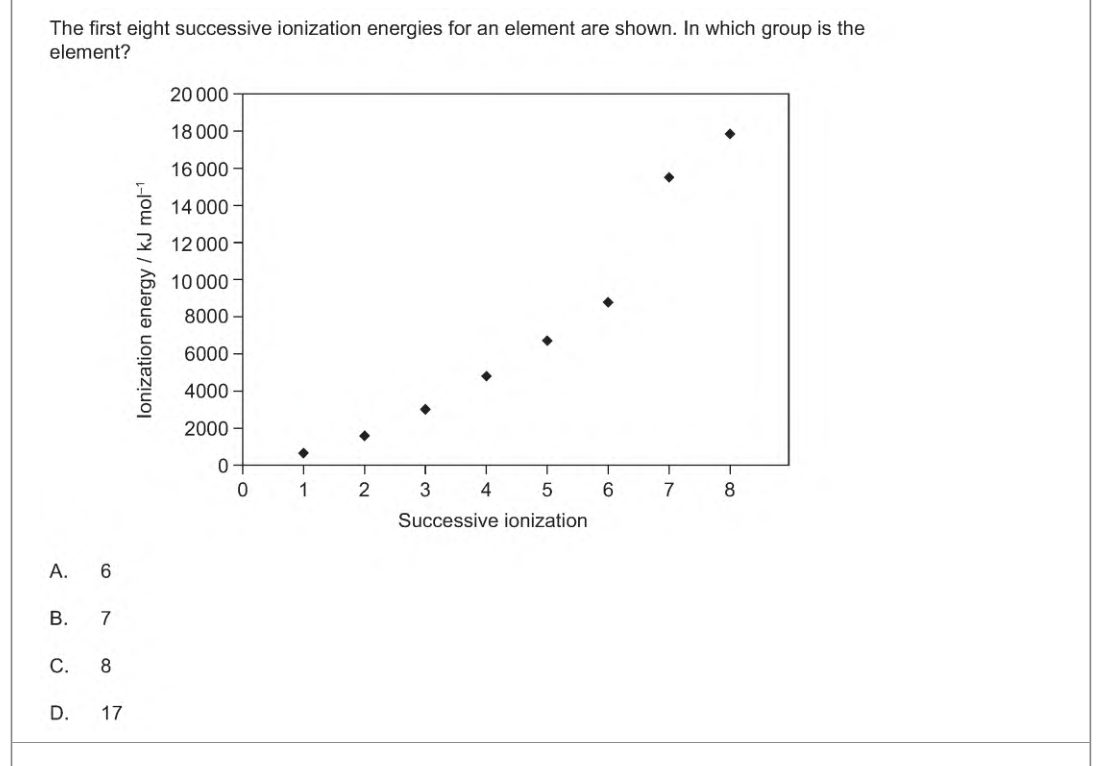 The first eight successive ionization energies for an element are shown. In which group is the
element?
20 000
18 000
16 000
14 000
12 000
10 000
8000
6000
4000
2000
0
Ionization energy / kJ mol⁻¹
0 1 2 3 4 5 6 7 8
Successive ionization
A. 6
B. 7
C. 8
D. 17